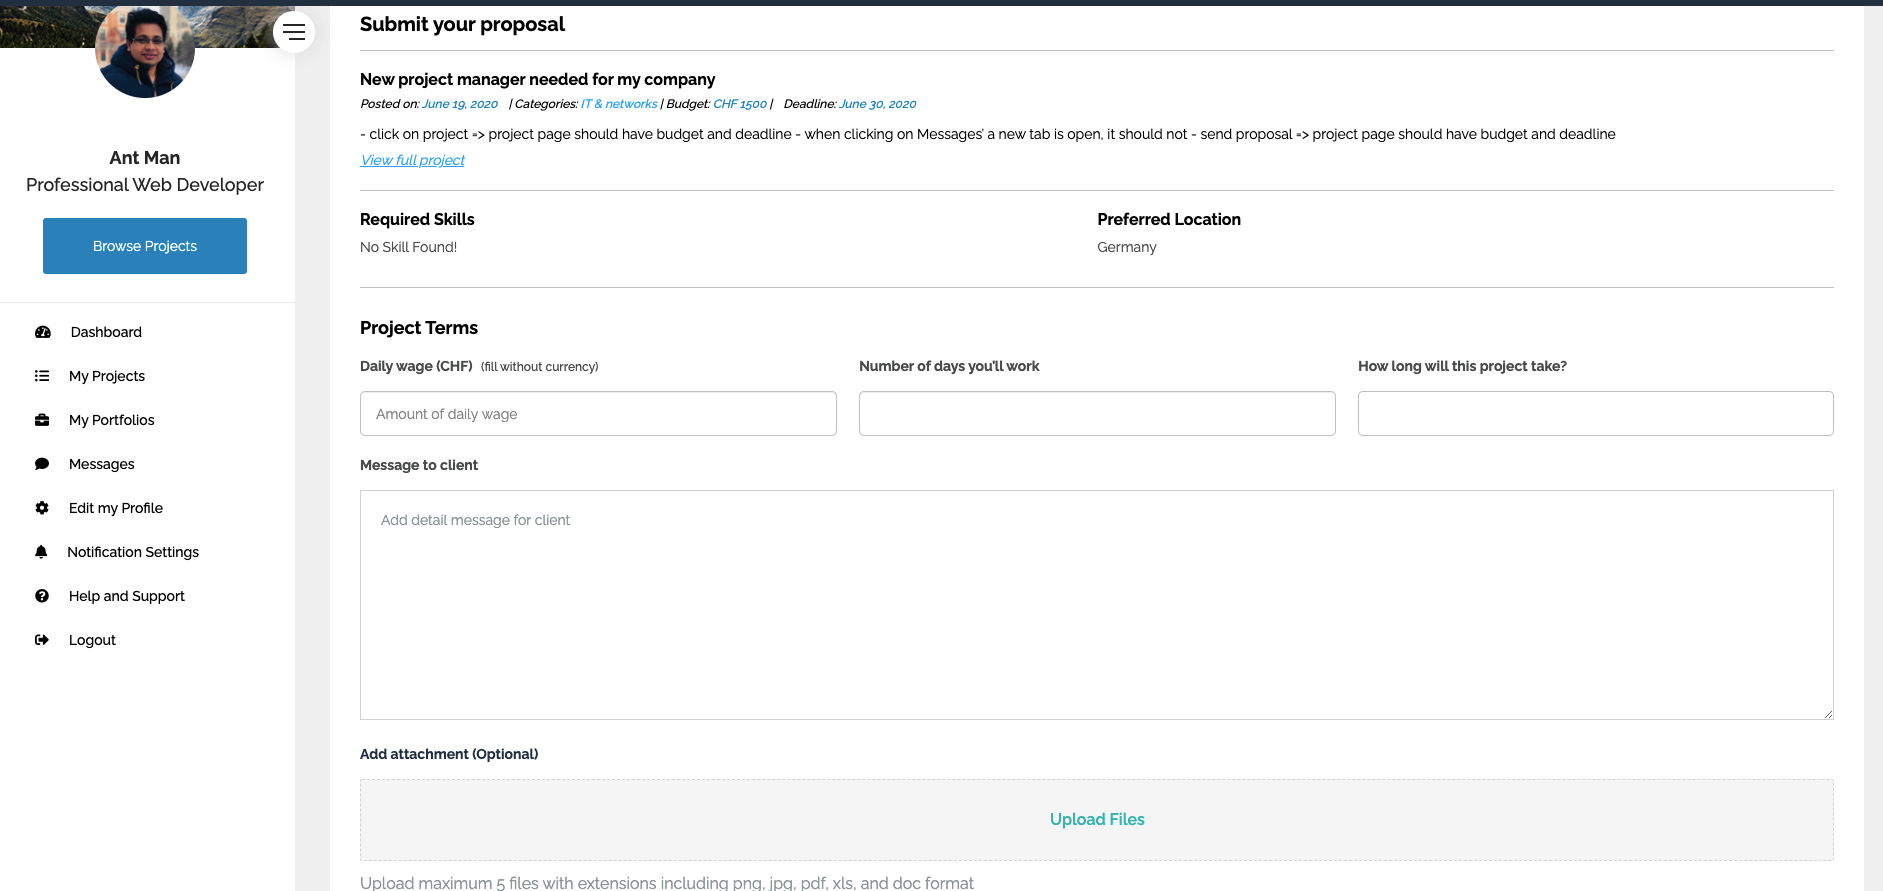 Ant Man
Professional Web Developer
Browse Projects
Dashboard
My Projects
My Portfolios
Messages
Edit my Profile
Notification Settings
Help and Support
Logout
Submit your proposal
New project manager needed for my company
Posted on: June 19, 2020 | Categories: IT & networks | Budget: CHF 1500 | Deadline: June 30, 2020
- click on project => project page should have budget and deadline - when clicking on Messages' a new tab is open, it should not - send proposal => project page should have budget and deadline
View full project
Required Skills
No Skill Found!
Preferred Location
Germany
Project Terms
Daily wage (CHF) (fill without currency)
Amount of daily wage
Number of days you'll work
How long will this project take?
Message to client
Add detail message for client
Add attachment (Optional)
Upload Files
Upload maximum 5 files with extensions including png, jpg, pdf, xls, and doc format